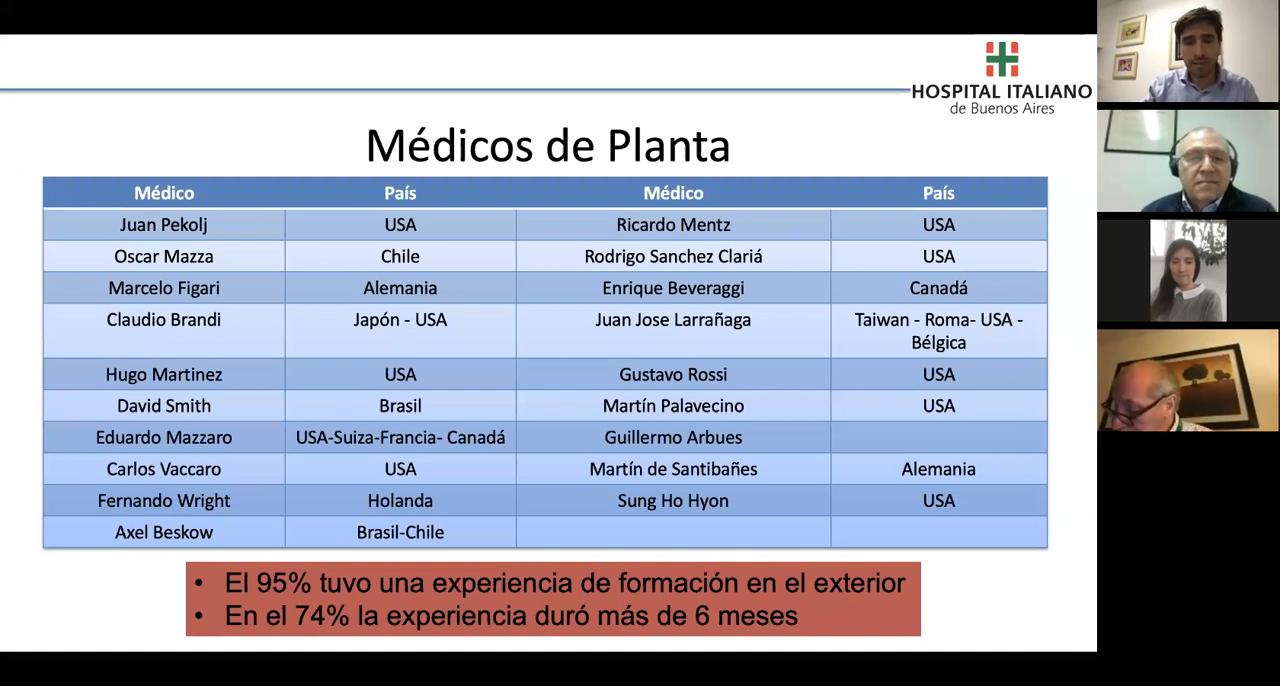 HOSPITAL ITALIANO
de Buenos Aires
Médicos de Planta
Médico País Médico País
Juan Pekolj USA Ricardo Mentz USA
Oscar Mazza Chile Rodrigo Sanchez Clariá USA
Marcelo Figari Alemania Enrique Beveraggi Canadá
Claudio Brandi Japón - USA Juan Jose Larrañaga Taiwan - Roma- USA -
Bélgica
Hugo Martinez USA Gustavo Rossi USA
David Smith Brasil Martín Palavecino USA
Eduardo Mazzaro USA-Suiza-Francia- Canadá Guillermo Arbues
Carlos Vaccaro USA Martín de Santibañes Alemania
Fernando Wright Holanda Sung Ho Hyon USA
Axel Beskow Brasil-Chile
• El 95% tuvo una experiencia de formación en el exterior
• En el 74% la experiencia duró más de 6 meses